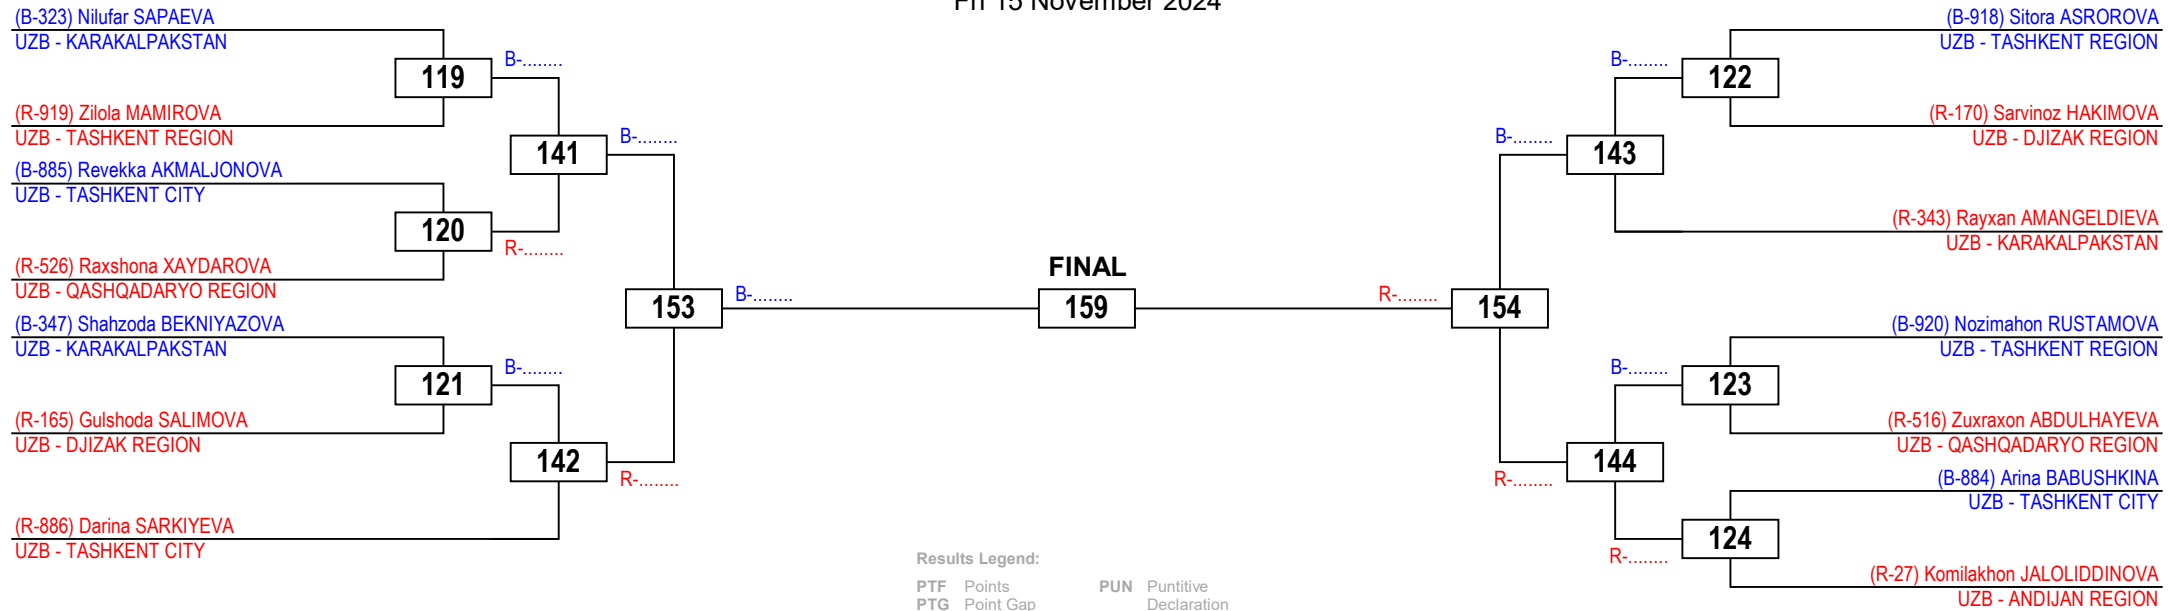 Fri 15 November 2024
(B-323) Nilufar SAPAEVA
UZB - KARAKALPAKSTAN
119
B-........
(R-919) Zilola MAMIROVA
UZB - TASHKENT REGION
141
B-........
(B-885) Revekka AKMALJONOVA
UZB - TASHKENT CITY
120
R-........
(R-526) Raxshona XAYDAROVA
UZB - QASHQADARYO REGION
153
B-........
(B-347) Shahzoda BEKNIYAZOVA
UZB - KARAKALPAKSTAN
121
B-........
(R-165) Gulshoda SALIMOVA
UZB - DJIZAK REGION
142
R-........
(R-886) Darina SARKIYEVA
UZB - TASHKENT CITY
FINAL
159
(B-918) Sitora ASROROVA
UZB - TASHKENT REGION
B-........
122
(R-170) Sarvinoz HAKIMOVA
UZB - DJIZAK REGION
B-........
143
(R-343) Rayxan AMANGELDIEVA
UZB - KARAKALPAKSTAN
R-........
154
(B-920) Nozimahon RUSTAMOVA
UZB - TASHKENT REGION
B-........
123
(R-516) Zuxraxon ABDULHAYEVA
UZB - QASHQADARYO REGION
R-........
144
(B-884) Arina BABUSHKINA
UZB - TASHKENT CITY
R-........
124
(R-27) Komilakhon JALOLIDDINOVA
UZB - ANDIJAN REGION
Results Legend:
PTF Points PUN Puntitive
PTG Point Gap Declaration